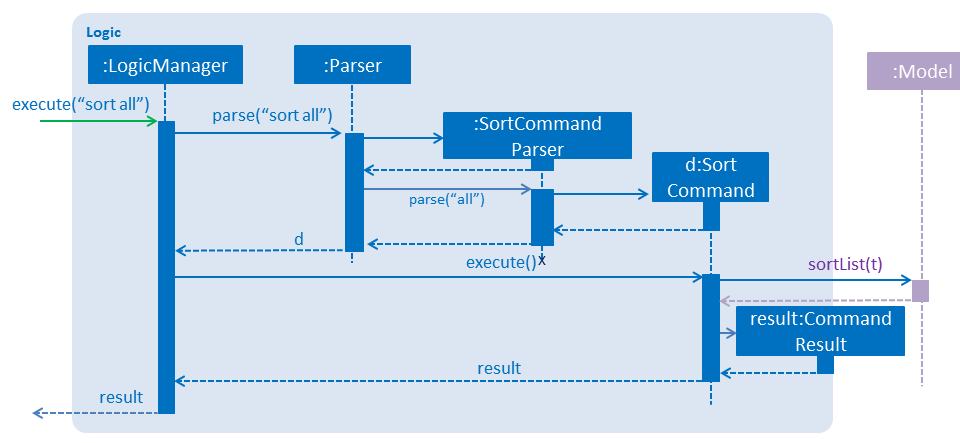 Logic
:LogicManager
:Parser
:Model
execute(“sort all”)
parse(“sort all”)
:SortCommand
Parser
d:Sort
Command
parse(“all”)
d
execute()
x
sortList(t)
result:Command
Result
result
result